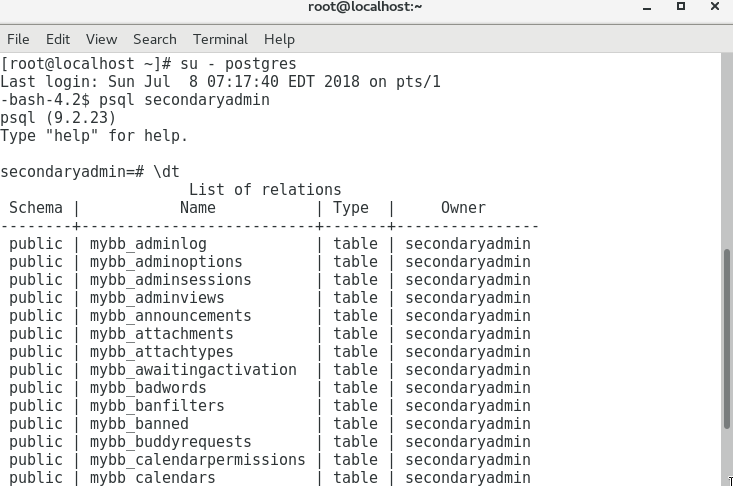 root@localhost:~
File Edit View Search Terminal Help
[root@localhost ~]# su - postgres
Last login: Sun Jul  8 07:17:40 EDT 2018 on pts/1
-bash-4.2$ psql secondaryadmin
psql (9.2.23)
Type "help" for help.

secondaryadmin=# \dt
                     List of relations
 Schema |           Name           | Type  |     Owner
--------+--------------------------+-------+----------------
 public | mybb_adminlog            | table | secondaryadmin
 public | mybb_adminoptions        | table | secondaryadmin
 public | mybb_adminsessions       | table | secondaryadmin
 public | mybb_adminviews          | table | secondaryadmin
 public | mybb_announcements       | table | secondaryadmin
 public | mybb_attachments         | table | secondaryadmin
 public | mybb_attachtypes         | table | secondaryadmin
 public | mybb_awaitingactivation  | table | secondaryadmin
 public | mybb_badwords            | table | secondaryadmin
 public | mybb_banfilters          | table | secondaryadmin
 public | mybb_banned              | table | secondaryadmin
 public | mybb_buddyrequests       | table | secondaryadmin
 public | mybb_calendarpermissions | table | secondaryadmin
 public | mybb_calendars           | table | secondaryadmin